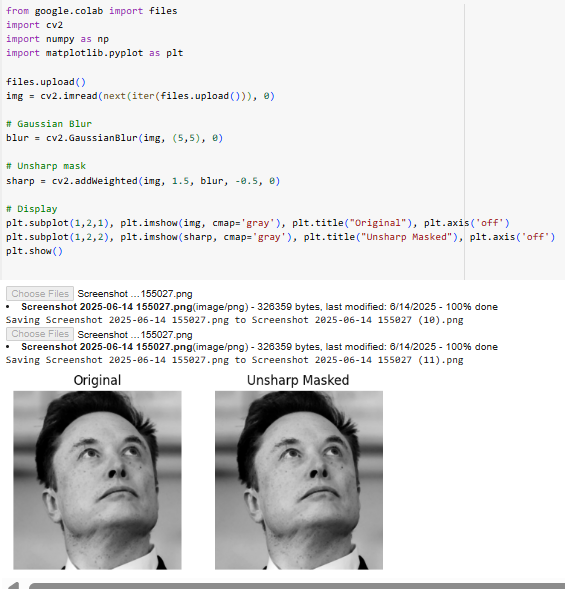 from google.colab import files
import cv2
import numpy as np
import matplotlib.pyplot as plt
files.upload()
img = cv2.imread(next(iter(files.upload())), 0)
# Gaussian Blur
blur = cv2.GaussianBlur(img, (5,5), 0)
# Unsharp mask
sharp = cv2.addWeighted(img, 1.5, blur, -0.5, 0)
# Display
plt.subplot(1,2,1), plt.imshow(img, cmap='gray'), plt.title("Original"), plt.axis('off')
plt.subplot(1,2,2), plt.imshow(sharp, cmap='gray'), plt.title("Unsharp Masked"), plt.axis('off')
plt.show()
Choose Files Screenshot ...155027.png
• Screenshot 2025-06-14 155027.png(image/png) - 326359 bytes, last modified: 6/14/2025 - 100% done
Saving Screenshot 2025-06-14 155027.png to Screenshot 2025-06-14 155027 (10).png
Choose Files Screenshot ...155027.png
• Screenshot 2025-06-14 155027.png(image/png) - 326359 bytes, last modified: 6/14/2025 - 100% done
Saving Screenshot 2025-06-14 155027.png to Screenshot 2025-06-14 155027 (11).png
Original Unsharp Masked